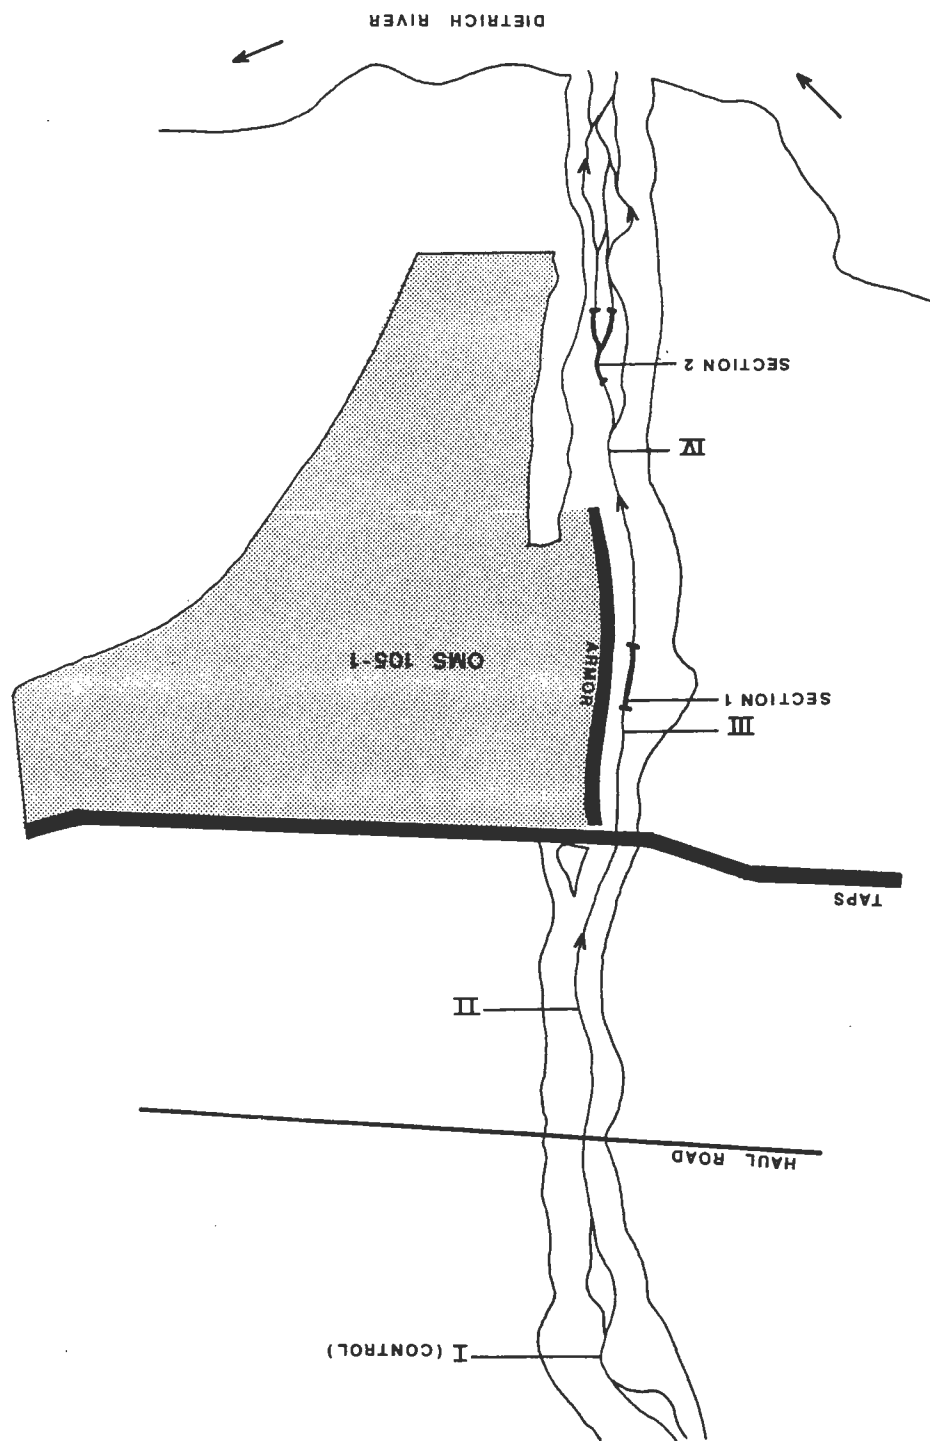 I (CONTROL)
HAUL ROAD
II
TAPS
III
SECTION 1
ARMOR
OMS 105-1
IV
SECTION 2
DIETRICH RIVER